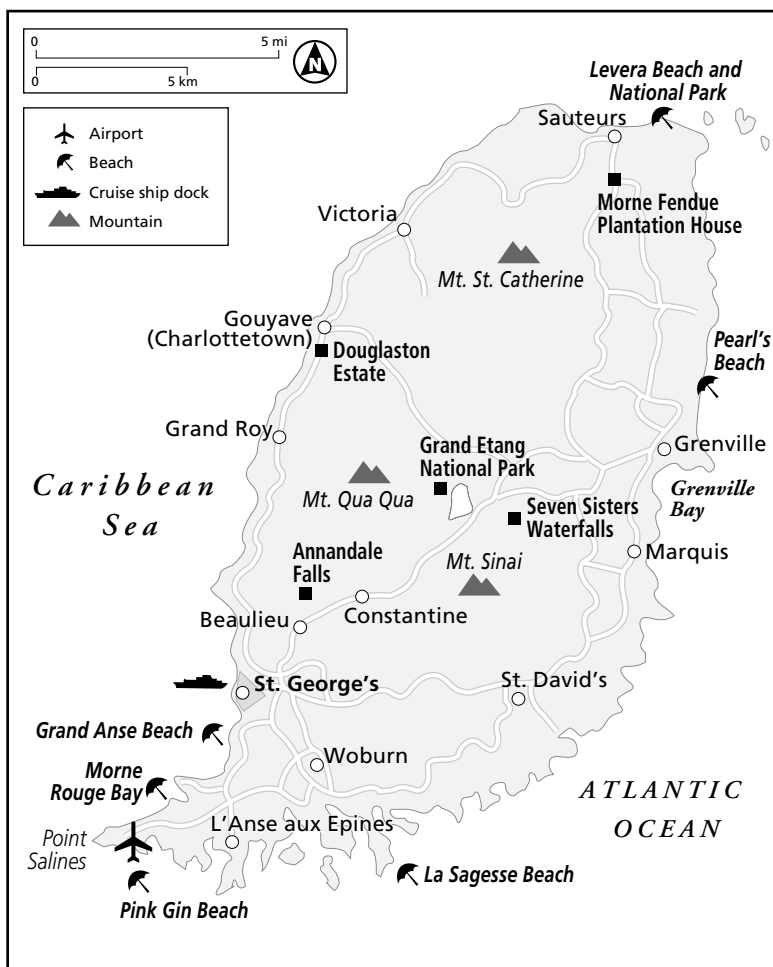 0 5 mi
0 5 km
N
Airport
Beach
Cruise ship dock
Mountain
Levera Beach and
National Park
Sauteurs
Morne Fendue
Plantation House
Victoria
Mt. St. Catherine
Gouyave
(Charlottetown)
Douglaston
Estate
Pearl's
Beach
Grand Roy
Grenville
Grand Etang
National Park
Caribbean
Sea
Mt. Qua Qua
Grenville
Bay
Seven Sisters
Waterfalls
Marquis
Mt. Sinai
Annandale
Falls
Constantine
Beaulieu
St. George's
St. David's
Grand Anse Beach
Woburn
Morne
Rouge Bay
ATLANTIC
OCEAN
L'Anse aux Epines
Point
Salines
La Sagesse Beach
Pink Gin Beach